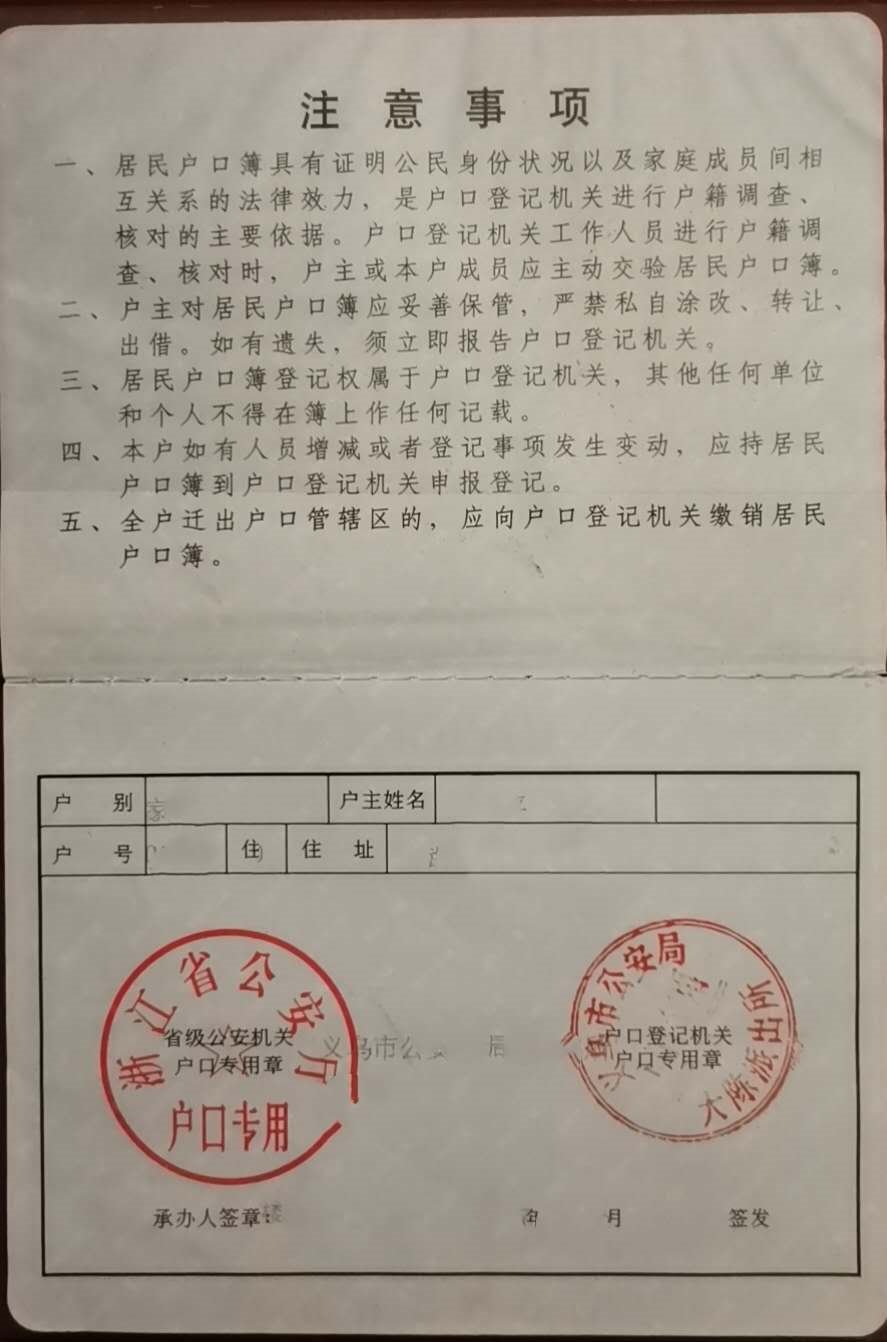 注意事项
一、居民户口簿具有证明公民身份状况以及家庭成员间相
互关系的法律效力，是户口登记机关进行户籍调查、
核对的主要依据。户口登记机关工作人员进行户籍调
查、核对时，户主或本户成员应主动交验居民户口簿。
二、户主对居民户口簿应妥善保管，严禁私自涂改、转让、
出借。如有遗失，须立即报告户口登记机关。
三、居民户口簿登记权属于户口登记机关，其他任何单位
和个人不得在簿上作任何记载。
四、本户如有人员增减或者登记事项发生变动，应持居民
户口簿到户口登记机关申报登记。
五、全户迁出户口管辖区的，应向户口登记机关缴销居民
户口簿。
户 别 户主姓名
户 号 住 住 址
浙江省公安厅
省级公安机关
户口专用章
户口专用
义乌市公
义乌市公安局
户口登记机关
户口专用章
大陈派出所
承办人签章： 年 月 签发